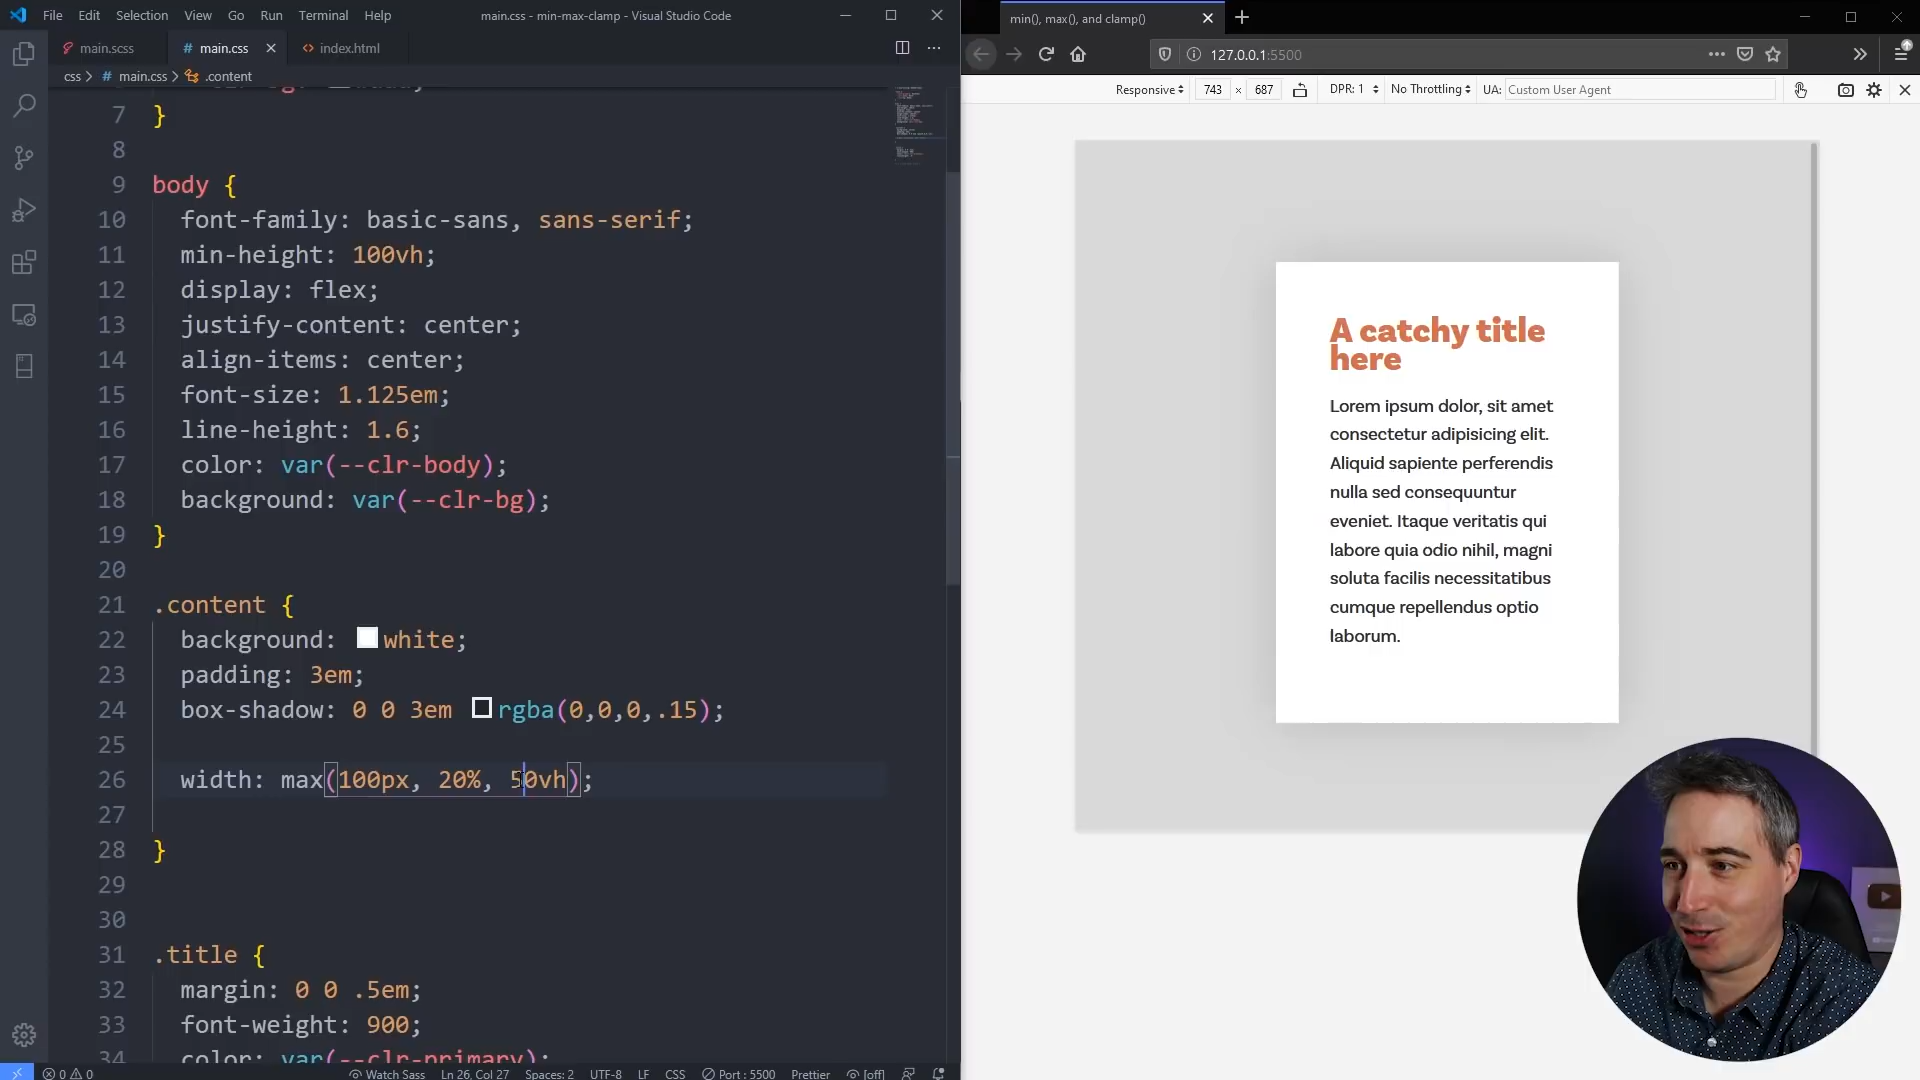 File Edit Selection View Go Run Terminal Help
main.css - min-max-clamp - Visual Studio Code
main.scss
# main.css
<> index.html
css > # main.css > .content
7 }
8
9 body {
10 font-family: basic-sans, sans-serif;
11 min-height: 100vh;
12 display: flex;
13 justify-content: center;
14 align-items: center;
15 font-size: 1.125em;
16 line-height: 1.6;
17 color: var(--clr-body);
18 background: var(--clr-bg);
19 }
20
21 .content {
22 background: white;
23 padding: 3em;
24 box-shadow: 0 0 3em rgba(0,0,0,.15);
25
26 width: max(100px, 20%, 50vh);
27
28 }
29
30
31 .title {
32 margin: 0 0 .5em;
33 font-weight: 900;
34 color: var(--clr-primary);
0 0
Watch Sass Ln 26, Col 27 Spaces: 2 UTF-8 LF CSS Port : 5500 Prettier [off]
min(), max(), and clamp()
127.0.0.1:5500
Responsive 743 × 687 DPR: 1 No Throttling UA: Custom User Agent
A catchy title
here
Lorem ipsum dolor, sit amet
consectetur adipisicing elit.
Aliquid sapiente perferendis
nulla sed consequuntur
eveniet. Itaque veritatis qui
labore quia odio nihil, magni
soluta facilis necessitatibus
cumque repellendus optio
laborum.